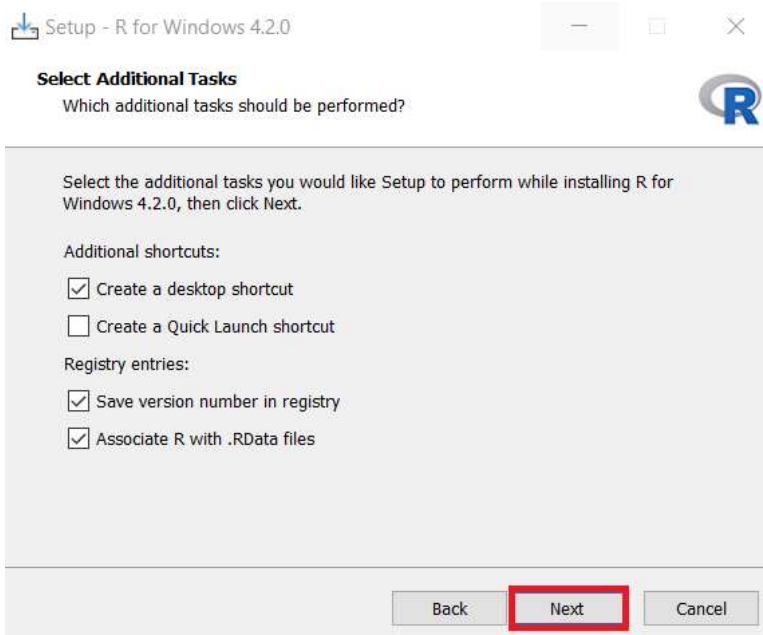 Setup - R for Windows 4.2.0
Select Additional Tasks
Which additional tasks should be performed?
R
Select the additional tasks you would like Setup to perform while installing R for
Windows 4.2.0, then click Next.
Additional shortcuts:
Create a desktop shortcut
Create a Quick Launch shortcut
Registry entries:
Save version number in registry
Associate R with .RData files
Back Next Cancel